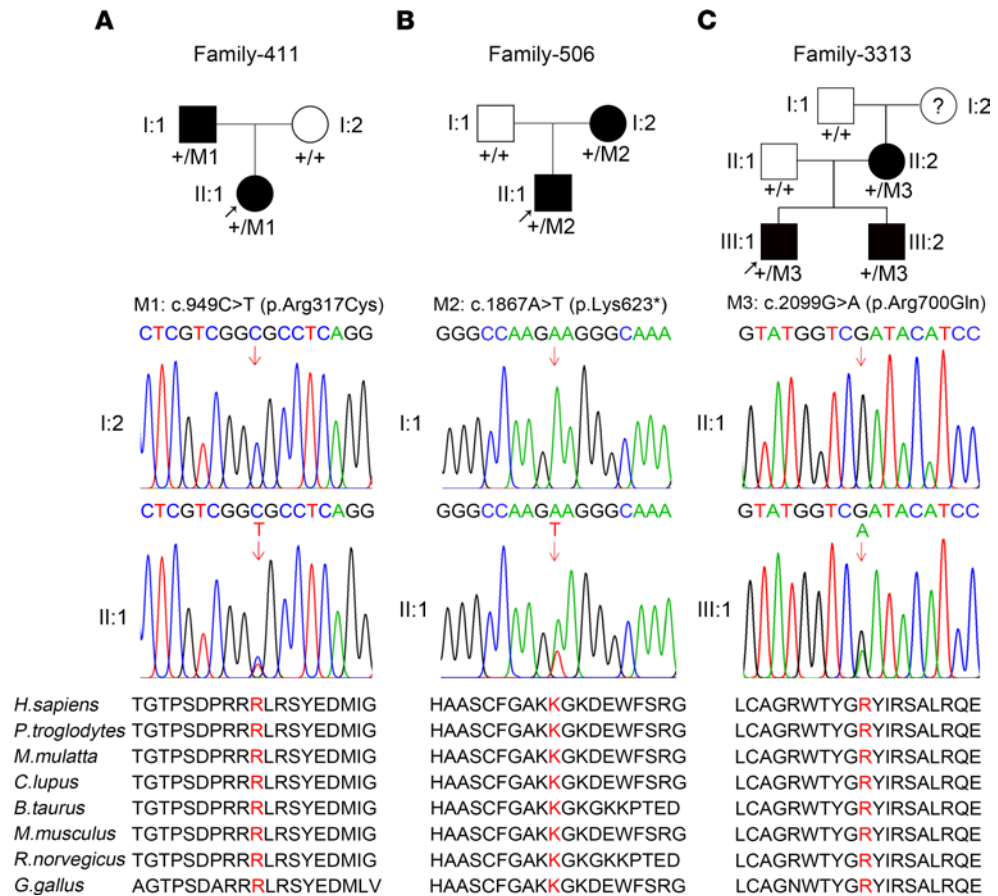 A B C
Family-411 Family-506 Family-3313
I:1 I:2 I:1 I:2 I:1 ? I:2
+/M1 +/+ +/+ +/M2 +/+
II:1 II:1 II:1 II:2
+/M1 +/M2 +/+ +/M3
III:1 III:2
+/M3 +/M3
M1: c.949C>T (p.Arg317Cys) M2: c.1867A>T (p.Lys623*) M3: c.2099G>A (p.Arg700Gln)
CTCGTCGGCGCCTCAGG GGGCCAAGAAGGGCAAA GTATGGTCGATACATCC
I:2 I:1 II:1
CTCGTCGGCGCCTCAGG GGGCCAAGAAGGGCAAA GTATGGTCGATACATCC
T T A
II:1 II:1 III:1
H.sapiens TGTPSDPRRRLRSYEDMIG HAASCFGAKKGKDEWFSRG LCAGRWTYGRYIRSALRQE
P.troglodytes TGTPSDPRRRLRSYEDMIG HAASCFGAKKGKDEWFSRG LCAGRWTYGRYIRSALRQE
M.mulatta TGTPSDPRRRLRSYEDMIG HAASCFGAKKGKDEWFSRG LCAGRWTYGRYIRSALRQE
C.lupus TGTPSDPRRRLRSYEDMIG HAASCFGAKKGKDEWFSRG LCAGRWTYGRYIRSALRQE
B.taurus TGTPSDPRRRLRSYEDMIG HAASCFGAKKGKGKKPTED LCAGRWTYGRYIRSALRQE
M.musculus TGTPSDPRRRLRSYEDMIG HAASCFGAKKGKDEWFSRG LCAGRWTYGRYIRSALRQE
R.norvegicus TGTPSDPRRRLRSYEDMIG HAASCFGAKKGKGKKPTED LCAGRWTYGRYIRSALRQE
G.gallus AGTPSDARRRLRSYEDMLV HAASCFGAKKGKDEWFSRG LCAGNWTYGRYIRSALRQE